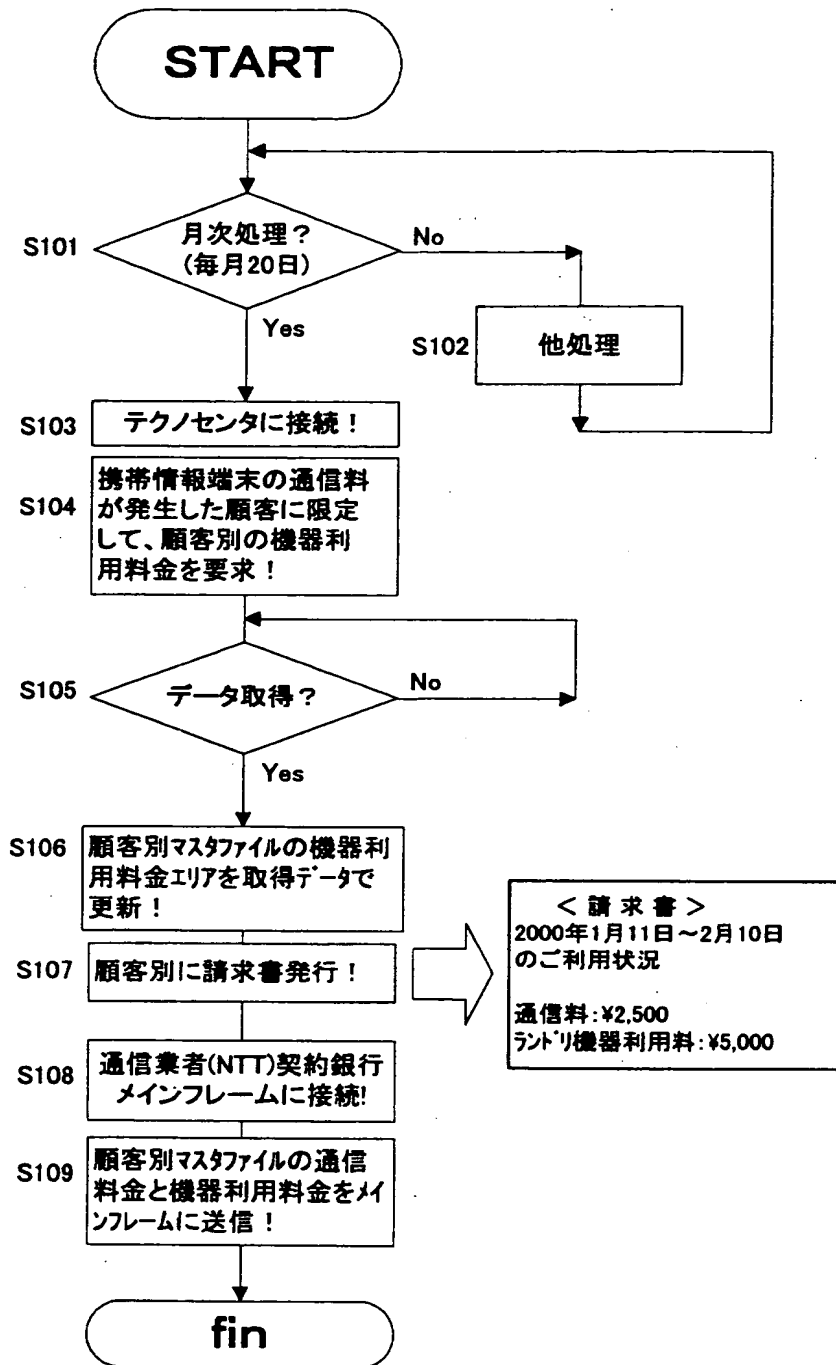 START
S101
月次処理？
(毎月20日)
No
Yes
S102
他処理
S103
テクノセンタに接続！
S104
携帯情報端末の通信料
が発生した顧客に限定
して、顧客別の機器利
用料金を要求！
S105
データ取得？
No
Yes
S106
顧客別ﾏｽﾀﾌｧｲﾙの機器利
用料金ｴﾘｱを取得ﾃﾞｰﾀで
更新！
S107
顧客別に請求書発行！
＜請求書＞
2000年1月11日～2月10日
のご利用状況
通信料：¥2,500
ﾗﾝﾄﾞﾘ機器利用料：¥5,000
S108
通信業者(NTT)契約銀行
メインフレームに接続!
S109
顧客別ﾏｽﾀﾌｧｲﾙの通信
料金と機器利用料金をﾒｲ
ﾝﾌﾚｰﾑに送信！
fin